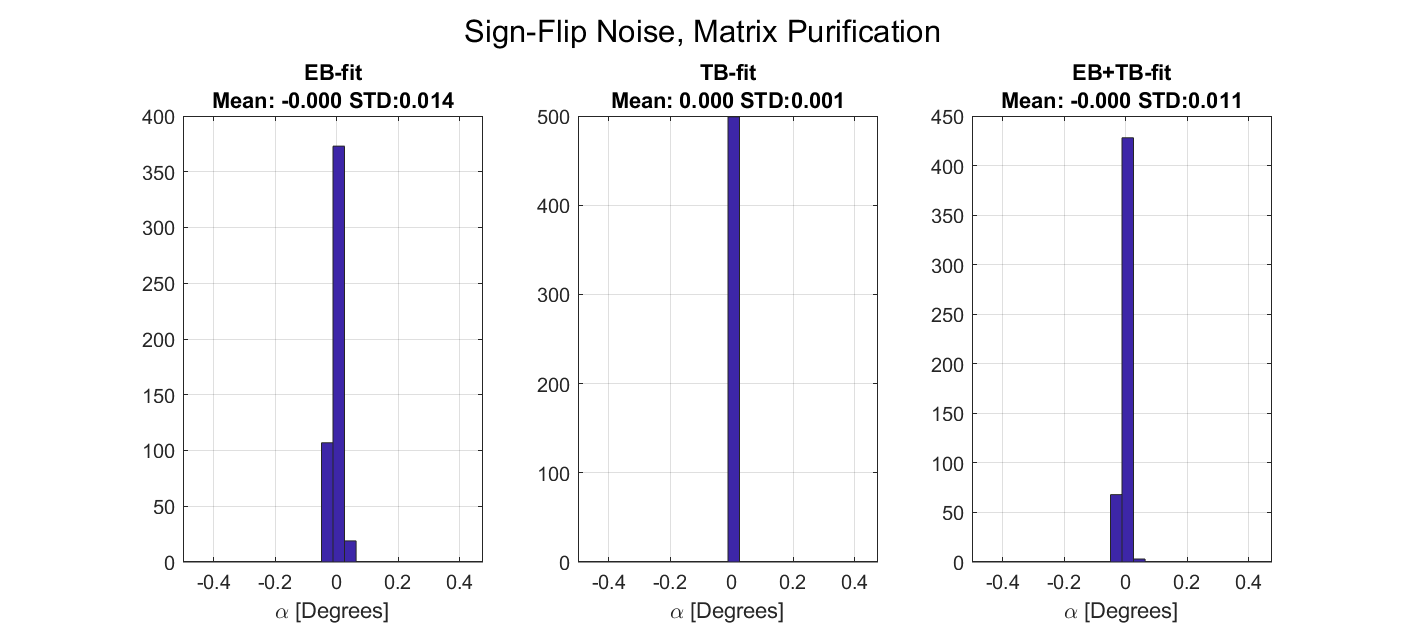 Sign-Flip Noise, Matrix Purification
EB-fit
Mean: -0.000 STD:0.014
400
350
300
250
200
150
100
50
0
-0.4 -0.2 0 0.2 0.4
α [Degrees]
TB-fit
Mean: 0.000 STD:0.001
500
400
300
200
100
0
-0.4 -0.2 0 0.2 0.4
α [Degrees]
EB+TB-fit
Mean: -0.000 STD:0.011
450
400
350
300
250
200
150
100
50
0
-0.4 -0.2 0 0.2 0.4
α [Degrees]